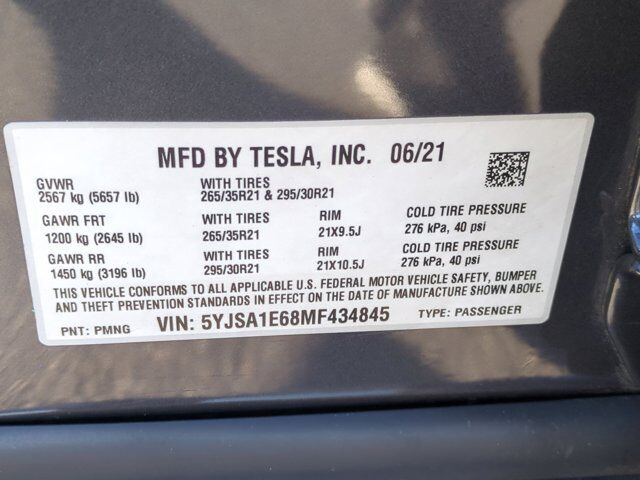 MFD BY TESLA, INC. 06/21
GVWR WITH TIRES
2567 kg (5657 lb) 265/35R21 & 295/30R21
GAWR FRT WITH TIRES RIM COLD TIRE PRESSURE
1200 kg (2645 lb) 265/35R21 21X9.5J 276 kPa, 40 psi
GAWR RR WITH TIRES RIM COLD TIRE PRESSURE
1450 kg (3196 lb) 295/30R21 21X10.5J 276 kPa, 40 psi
THIS VEHICLE CONFORMS TO ALL APPLICABLE U.S. FEDERAL MOTOR VEHICLE SAFETY, BUMPER
AND THEFT PREVENTION STANDARDS IN EFFECT ON THE DATE OF MANUFACTURE SHOWN ABOVE.
PNT: PMNG VIN: 5YJSA1E68MF434845 TYPE: PASSENGER